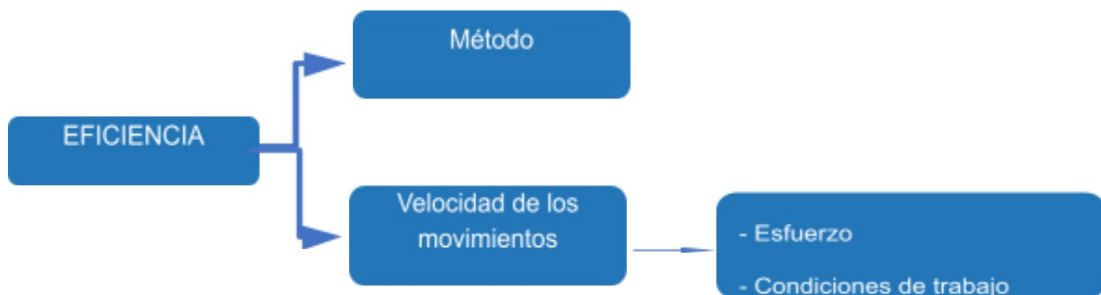 Método
EFICIENCIA
Velocidad de los
movimientos
- Esfuerzo
- Condiciones de trabajo